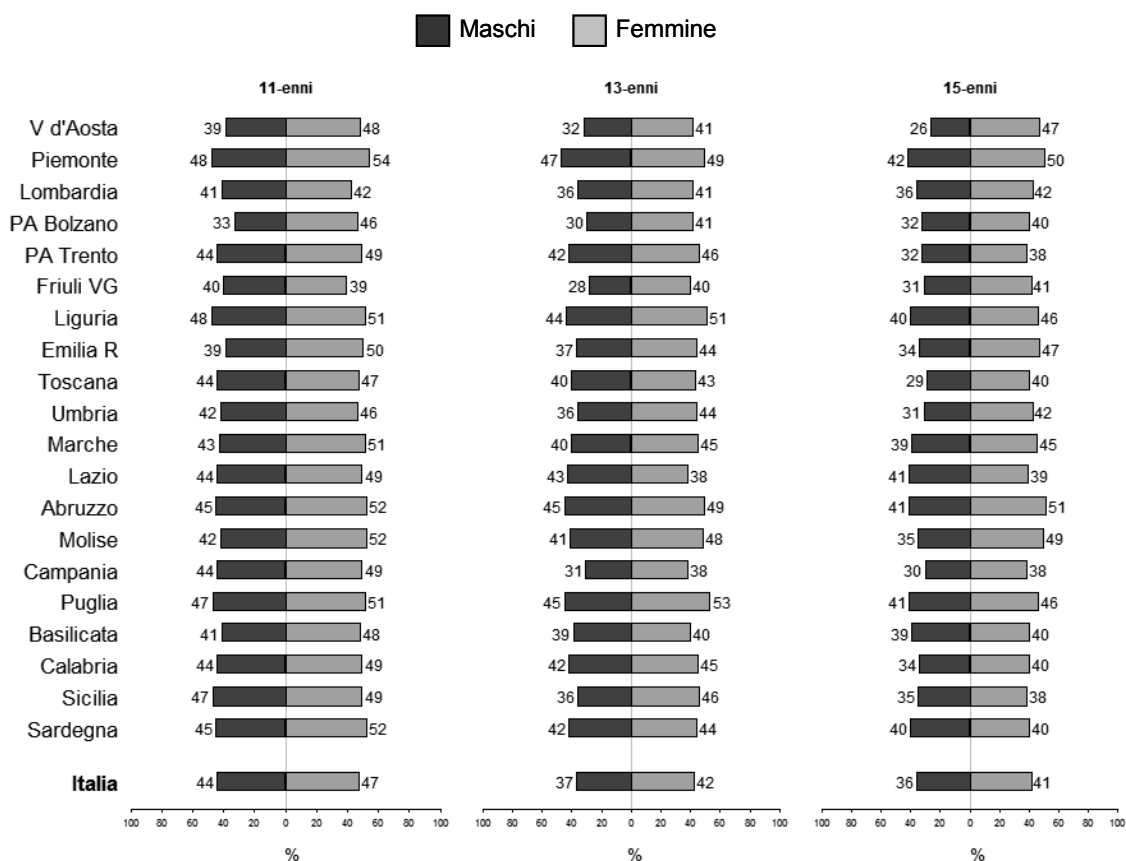 Maschi Femmine
11-enni 13-enni 15-enni
V d'Aosta 39 48 32 41 26 47
Piemonte 48 54 47 49 42 50
Lombardia 41 42 36 41 36 42
PA Bolzano 33 46 30 41 32 40
PA Trento 44 49 42 46 32 38
Friuli VG 40 39 28 40 31 41
Liguria 48 51 44 51 40 46
Emilia R 39 50 37 44 34 47
Toscana 44 47 40 43 29 40
Umbria 42 46 36 44 31 42
Marche 43 51 40 45 39 45
Lazio 44 49 43 38 41 39
Abruzzo 45 52 45 49 41 51
Molise 42 52 41 48 35 49
Campania 44 49 31 38 30 38
Puglia 47 51 45 53 41 46
Basilicata 41 48 39 40 39 40
Calabria 44 49 42 45 34 40
Sicilia 47 49 36 46 35 38
Sardegna 45 52 42 44 40 40
Italia 44 47 37 42 36 41
100 80 60 40 20 0 20 40 60 80 100 100 80 60 40 20 0 20 40 60 80 100 100 80 60 40 20 0 20 40 60 80 100
% % %